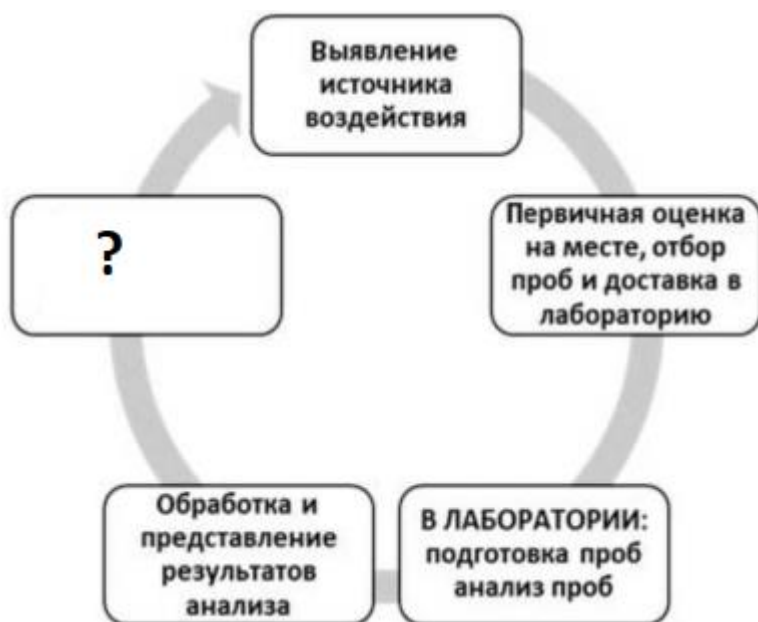 Выявление
источника
воздействия
Первичная оценка
на месте, отбор
проб и доставка в
лабораторию
В ЛАБОРАТОРИИ:
подготовка проб
анализ проб
Обработка и
представление
результатов
анализа
?